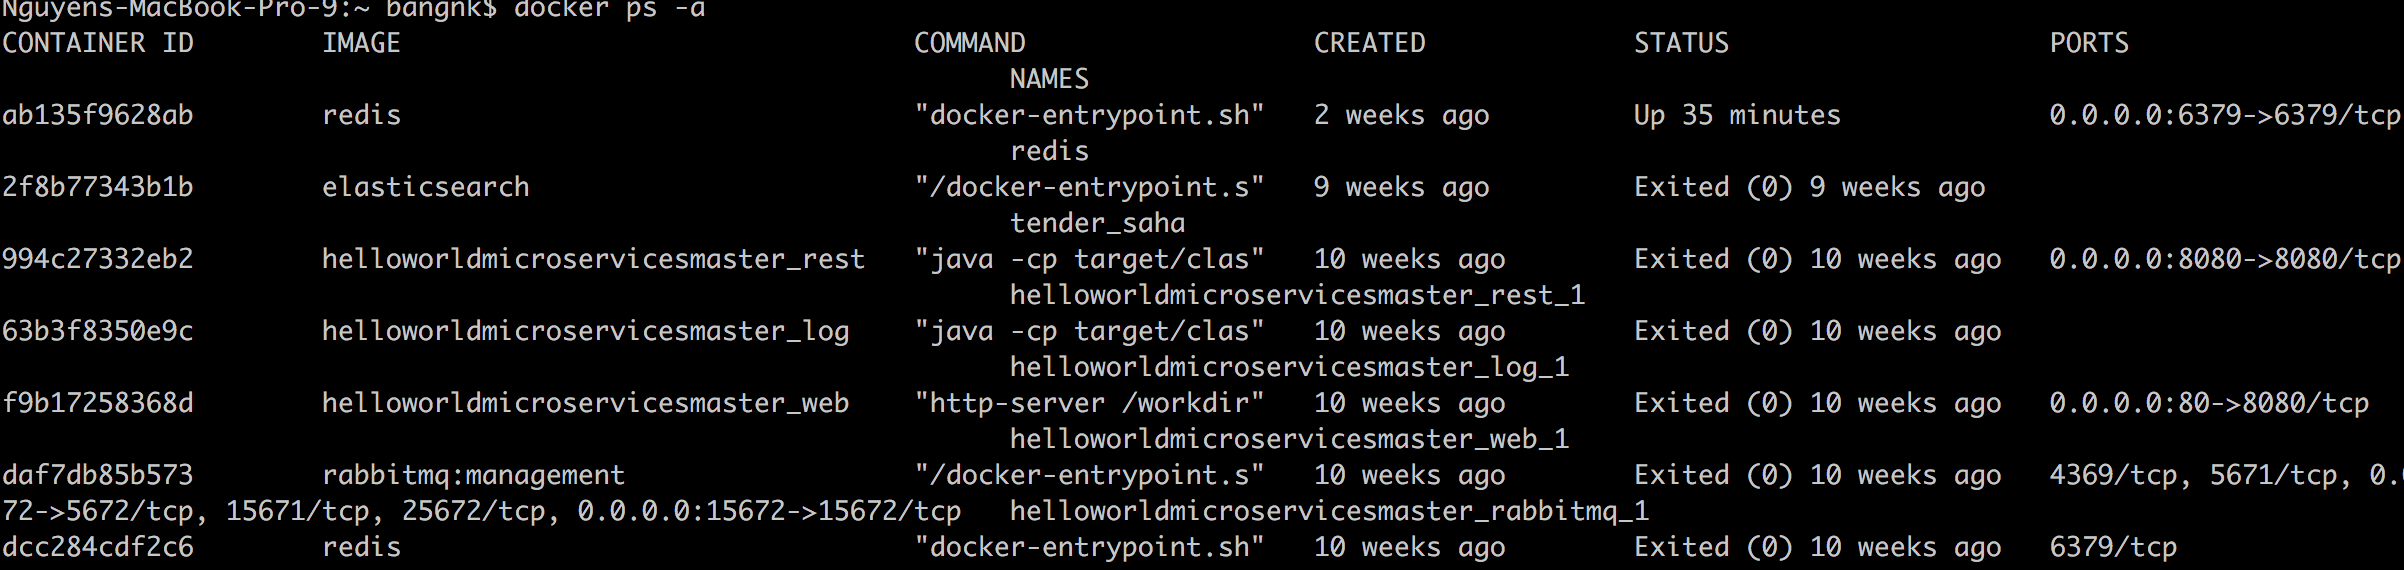 Nguyens-MacBook-Pro-9:~ bangnk$ docker ps -a
CONTAINER ID IMAGE COMMAND CREATED STATUS PORTS
NAMES
ab135f9628ab redis "docker-entrypoint.sh" 2 weeks ago Up 35 minutes 0.0.0.0:6379->6379/tcp
redis
2f8b77343b1b elasticsearch "/docker-entrypoint.s" 9 weeks ago Exited (0) 9 weeks ago
tender_saha
994c27332eb2 helloworldmicroservicesmaster_rest "java -cp target/clas" 10 weeks ago Exited (0) 10 weeks ago 0.0.0.0:8080->8080/tcp
helloworldmicroservicesmaster_rest_1
63b3f8350e9c helloworldmicroservicesmaster_log "java -cp target/clas" 10 weeks ago Exited (0) 10 weeks ago
helloworldmicroservicesmaster_log_1
f9b17258368d helloworldmicroservicesmaster_web "http-server /workdir" 10 weeks ago Exited (0) 10 weeks ago 0.0.0.0:80->8080/tcp
helloworldmicroservicesmaster_web_1
daf7db85b573 rabbitmq:management "/docker-entrypoint.s" 10 weeks ago Exited (0) 10 weeks ago 4369/tcp, 5671/tcp, 0.
72->5672/tcp, 15671/tcp, 25672/tcp, 0.0.0.0:15672->15672/tcp helloworldmicroservicesmaster_rabbitmq_1
dcc284cdf2c6 redis "docker-entrypoint.sh" 10 weeks ago Exited (0) 10 weeks ago 6379/tcp